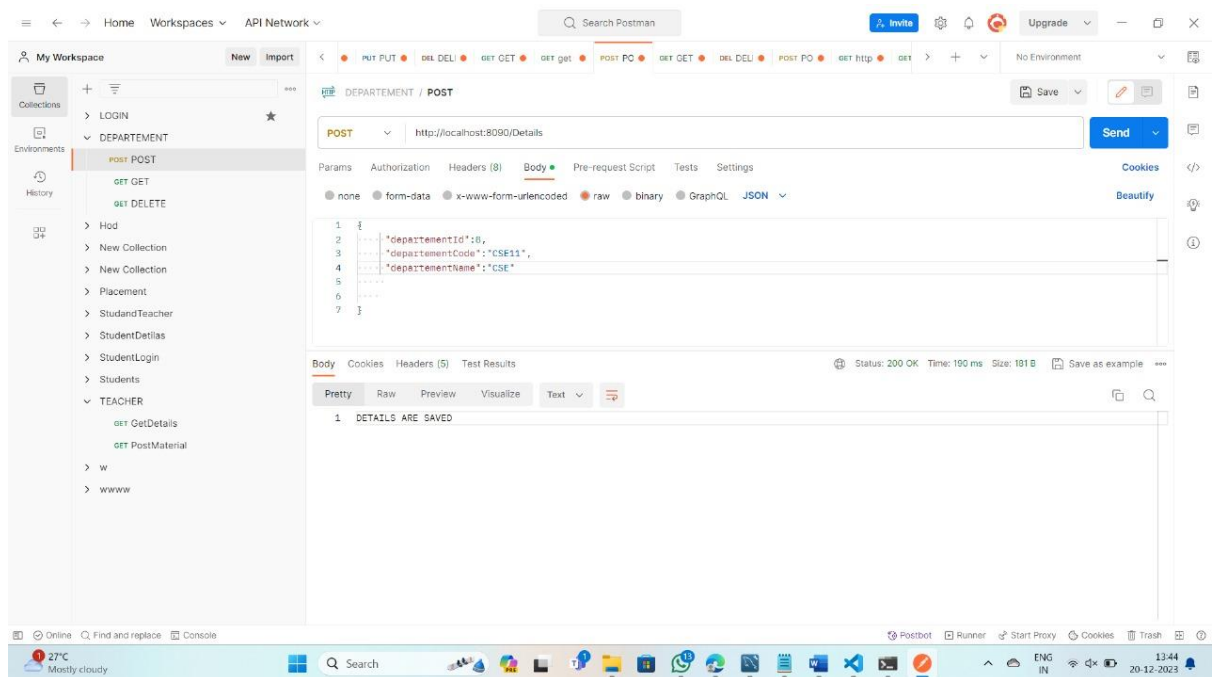 Home Workspaces API Network Search Postman Invite Upgrade
My Workspace New Import PUT PUT DEL DELI GET GET GET get POST PO GET GET DEL DELI POST PO GET http GET No Environment
Collections
Environments
History
LOGIN
DEPARTEMENT
POST POST
GET GET
GET DELETE
Hod
New Collection
New Collection
Placement
StudandTeacher
StudentDetilas
StudentLogin
Students
TEACHER
GET GetDetails
GET PostMaterial
w
wwww
HTTP DEPARTEMENT / POST Save
POST http://localhost:8090/Details Send
Params Authorization Headers (8) Body Pre-request Script Tests Settings Cookies
none form-data x-www-form-urlencoded raw binary GraphQL JSON Beautify
1 {
2 "departementId":8,
3 "departementCode":"CSE11",
4 "departementName":"CSE"
5
6
7 }
Body Cookies Headers (5) Test Results Status: 200 OK Time: 190 ms Size: 181 B Save as example
Pretty Raw Preview Visualize Text
1 DETAILS ARE SAVED
Online Find and replace Console Postbot Runner Start Proxy Cookies Trash
1 27°C
Mostly cloudy
Search PRE 1 13
ENG
IN
13:44
20-12-2023